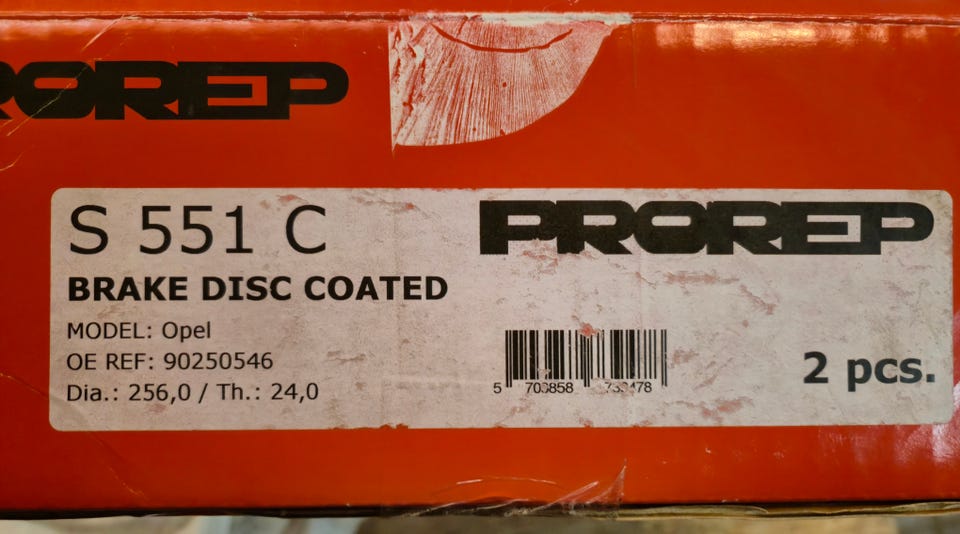 PROREP
S 551 C
PROREP
BRAKE DISC COATED
MODEL: Opel
OE REF: 90250546
Dia.: 256,0 / Th.: 24,0
2 pcs.
5